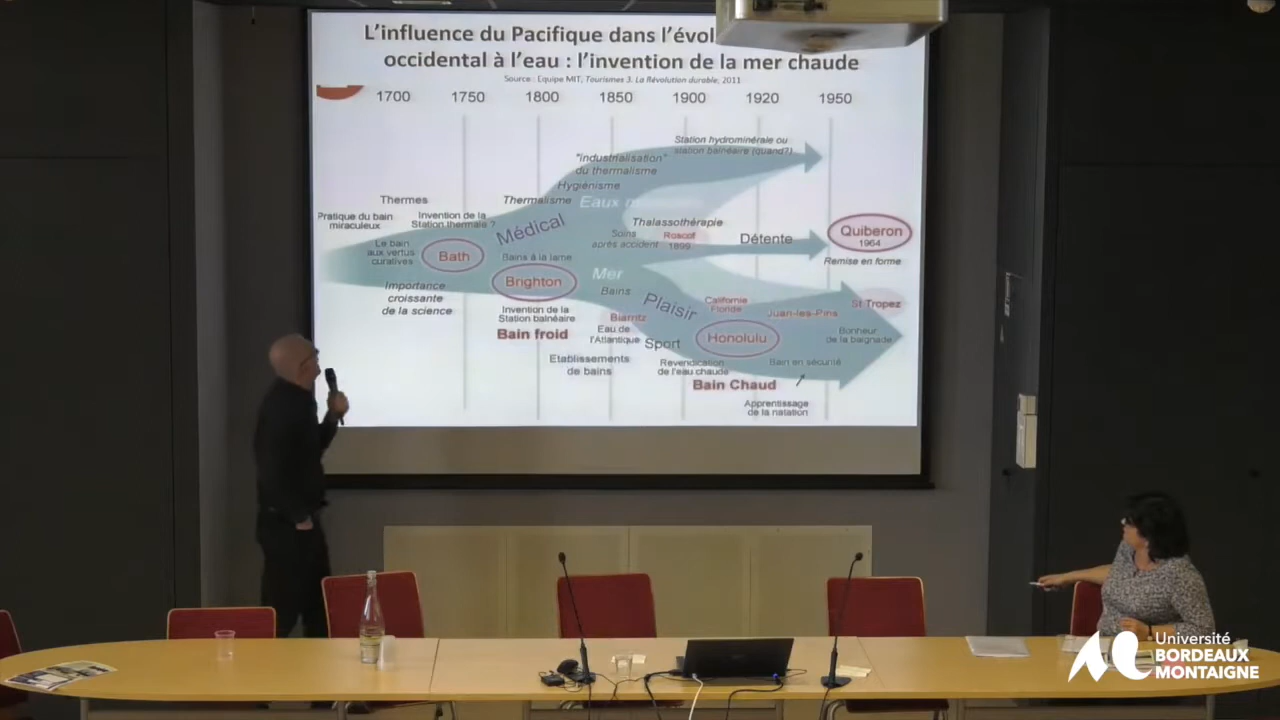 L'influence du Pacifique dans l'évol
occidental à l'eau : l'invention de la mer chaude
Source : Equipe MIT, Tourismes 3. La Révolution durable, 2011
1700 1750 1800 1850 1900 1920 1950
Station hydrominérale ou
station balnéaire (quand?)
"industrialisation"
du thermalisme
Hygiénisme
Thermes
Thermalisme
Eaux
Pratique du bain
miraculeux
Invention de la
Station thermale ?
Médical
Thalassothérapie
Soins
après accident
Roscof
1899
Détente
Quiberon
1964
Remise en forme
Le bain
aux vertus
curatives
Bath
Bains à la lame
Importance
croissante
de la science
Brighton
Mer
Bains
Plaisir
Invention de la
Station balnéaire
Bain froid
Biarritz
Eau de
l'Atlantique
Sport
Etablissements
de bains
California
Floride
Juan-les-Pins
St Tropez
Honolulu
Bonheur
de la baignade
Revendication
de l'eau chaude
Bain en sécurité
Bain Chaud
Apprentissage
de la natation
Université
BORDEAUX
MONTAIGNE